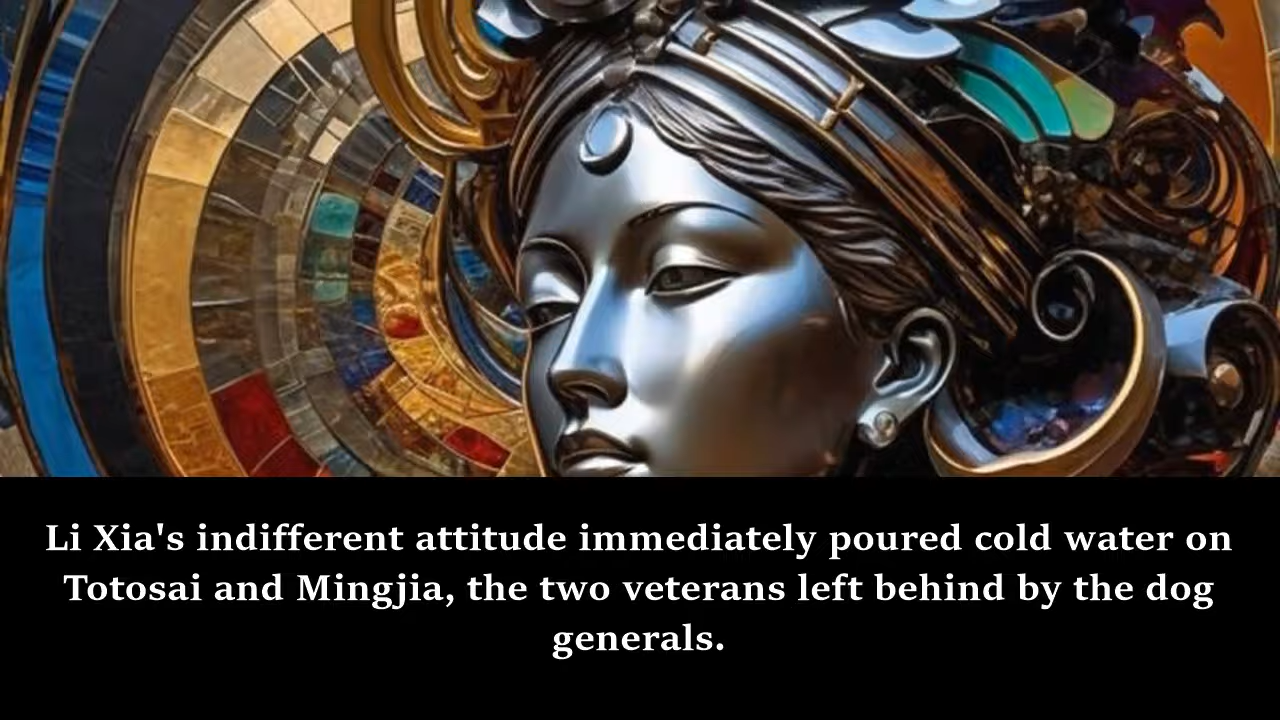 Li Xia's indifferent attitude immediately poured cold water on
Totosai and Mingjia, the two veterans left behind by the dog
generals.